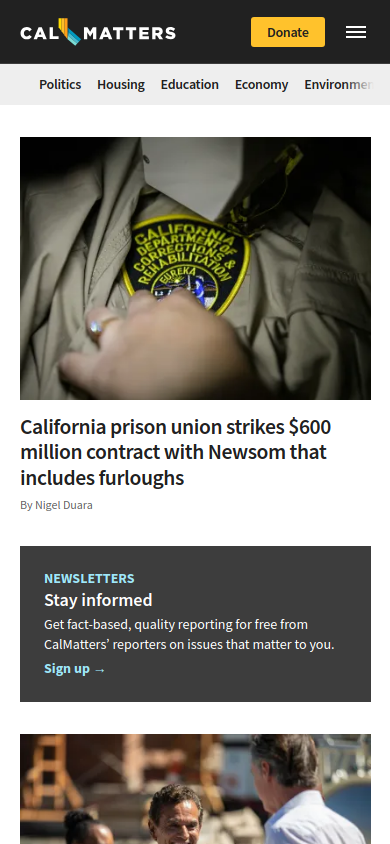 CAL MATTERS
Donate
Politics Housing Education Economy
CALIFORNIA
DEPARTMENT OF
CORRECTIONS &
REHABILITATION
EUREKA
California prison union strikes $600
million contract with Newsom that
includes furloughs
By Nigel Duara
NEWSLETTERS
Stay informed
Get fact-based, quality reporting for free from
CalMatters’ reporters on issues that matter to you.
Sign up →